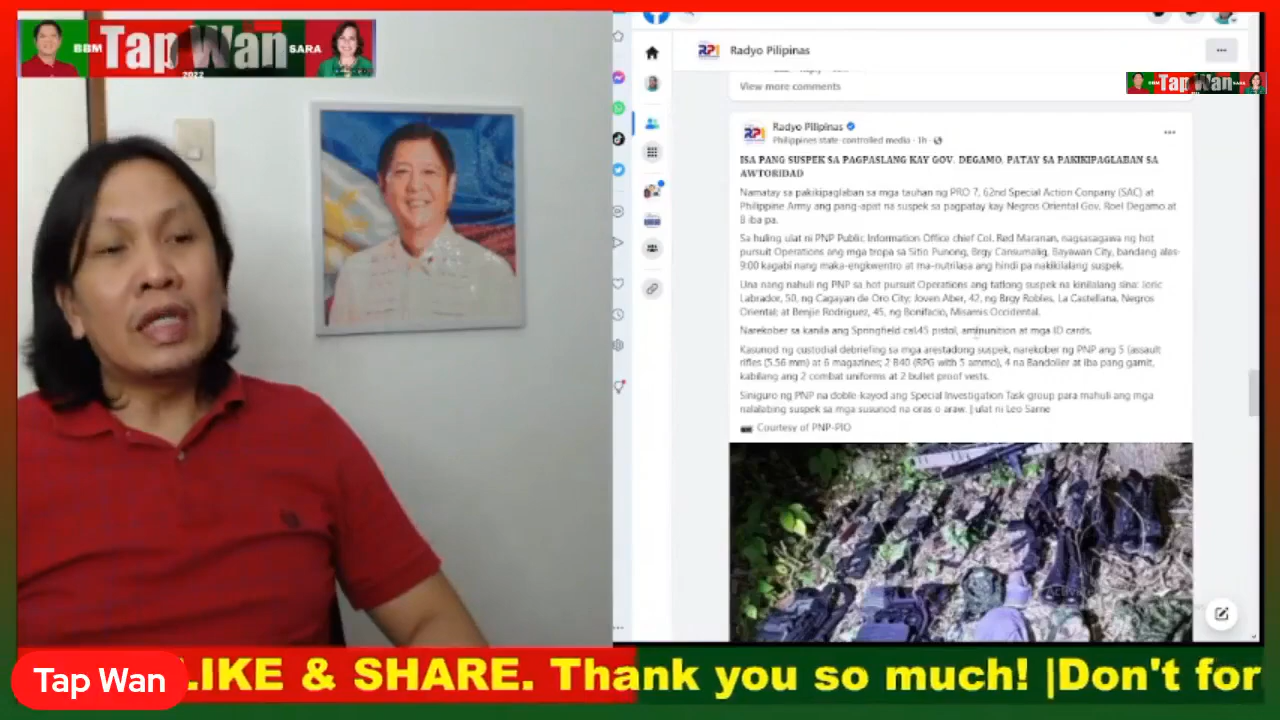 BBM Tap Wan SARA
2022
RP1 Radyo Pilipinas
View more comments
BBM Tap Wan SARA
RP1 Radyo Pilipinas
Philippines state-controlled media · 1h
ISA PANG SUSPEK SA PAGPASLANG KAY GOV. DEGAMO, PATAY SA PAKIKIPAGLABAN SA
AWTORIDAD
Namatay sa pakikipaglaban sa mga tauhan ng PRO 7, 62nd Special Action Conpany (SAC) at
Philippine Army ang pang-apat na suspek sa pagpatay kay Negros Oriental Gov. Roel Degamo at
8 iba pa.
Sa huling ulat ni PNP Public Information Office chief Col. Red Maranan, nagsasagawa ng hot
pursuit Operations ang mga tropa sa Sitio Punong, Brgy Cansumalig, Bayawan City, bandang alas-
9:00 kagabi nang maka-engkwentro at ma-nutrilasa ang hindi pa nakikilalang suspek.
Una nang nahuli ng PNP sa hot pursuit Operations ang tatlong suspek na kinilalang sina: Joric
Labrador, 50, ng Cagayan de Oro City; Joven Aber, 42, ng Brgy Robles, La Castellana, Negros
Oriental; at Benjie Rodriguez, 45, ng Bonifacio, Misamis Occidental.
Narekober sa kanila ang Springfield cal.45 pistol, aminunition at mga ID cards.
Kasunod ng custodial debriefing sa mga arestadong suspek, narekober ng PNP ang 5 (assault
rifles (5.56 mm) at 6 magazines; 2 B40 (RPG with 5 ammo), 4 na Bandolier at iba pang gamit,
kabilang ang 2 combat uniforms at 2 bullet proof vests.
Siniguro ng PNP na doble-kayod ang Special Investigation Task group para mahuli ang mga
nalalabing suspek sa mga susunod na oras o araw. | ulat ni Leo Sarne
Courtesy of PNP-PIO
Tap Wan
LIKE & SHARE. Thank you so much! |Don't for